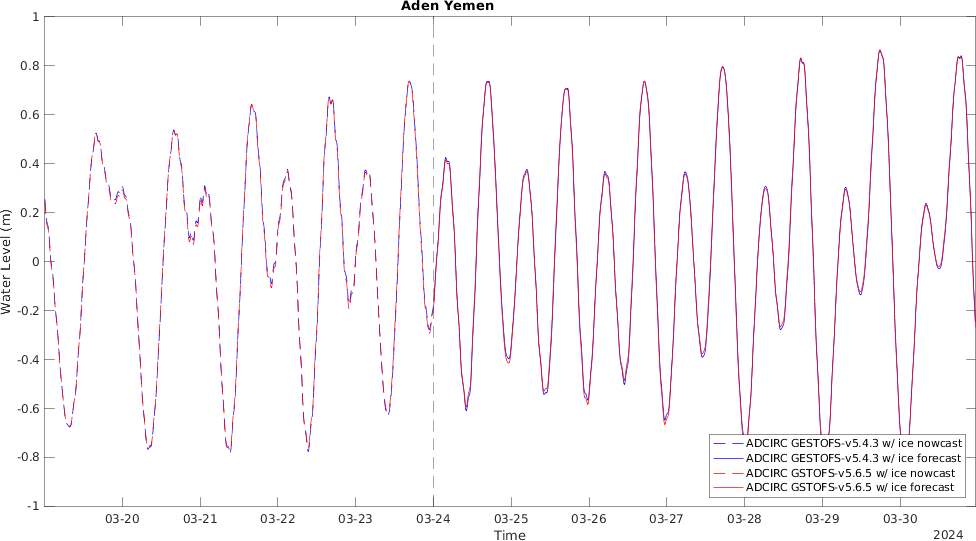 Aden Yemen
1
0.8
0.6
0.4
0.2
0
-0.2
-0.4
-0.6
-0.8
-1
Water Level (m)
ADCIRC GESTOFS-v5.4.3 w/ ice nowcast
ADCIRC GESTOFS-v5.4.3 w/ ice forecast
ADCIRC GSTOFS-v5.6.5 w/ ice nowcast
ADCIRC GSTOFS-v5.6.5 w/ ice forecast
03-20 03-21 03-22 03-23 03-24 03-25 03-26 03-27 03-28 03-29 03-30
Time
2024